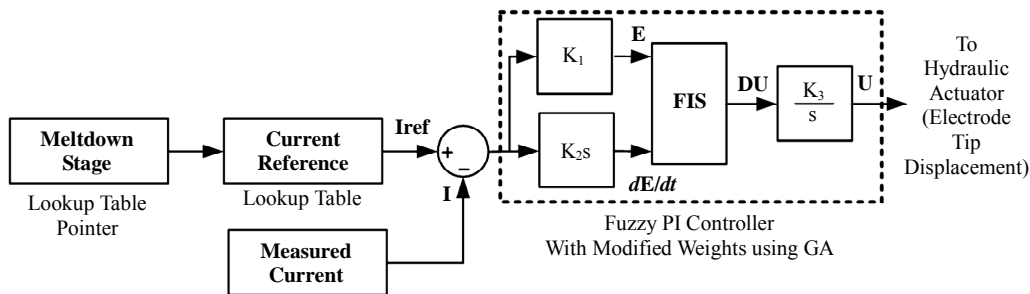 Meltdown
Stage
Lookup Table
Pointer
Current
Reference
Lookup Table
Iref
+
−
I
Measured
Current
K₁
K₂s
E
dE/dt
FIS
DU
K₃
s
U
To
Hydraulic
Actuator
(Electrode
Tip
Displacement)
Fuzzy PI Controller
With Modified Weights using GA